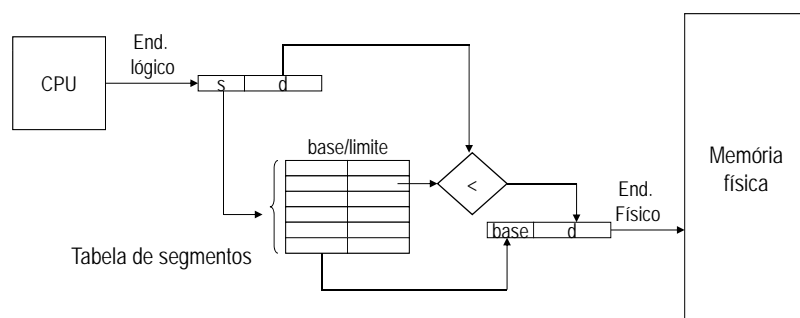 CPU
End.
lógico
s d
base/limite
<
Memória
física
End.
Físico
base d
Tabela de segmentos